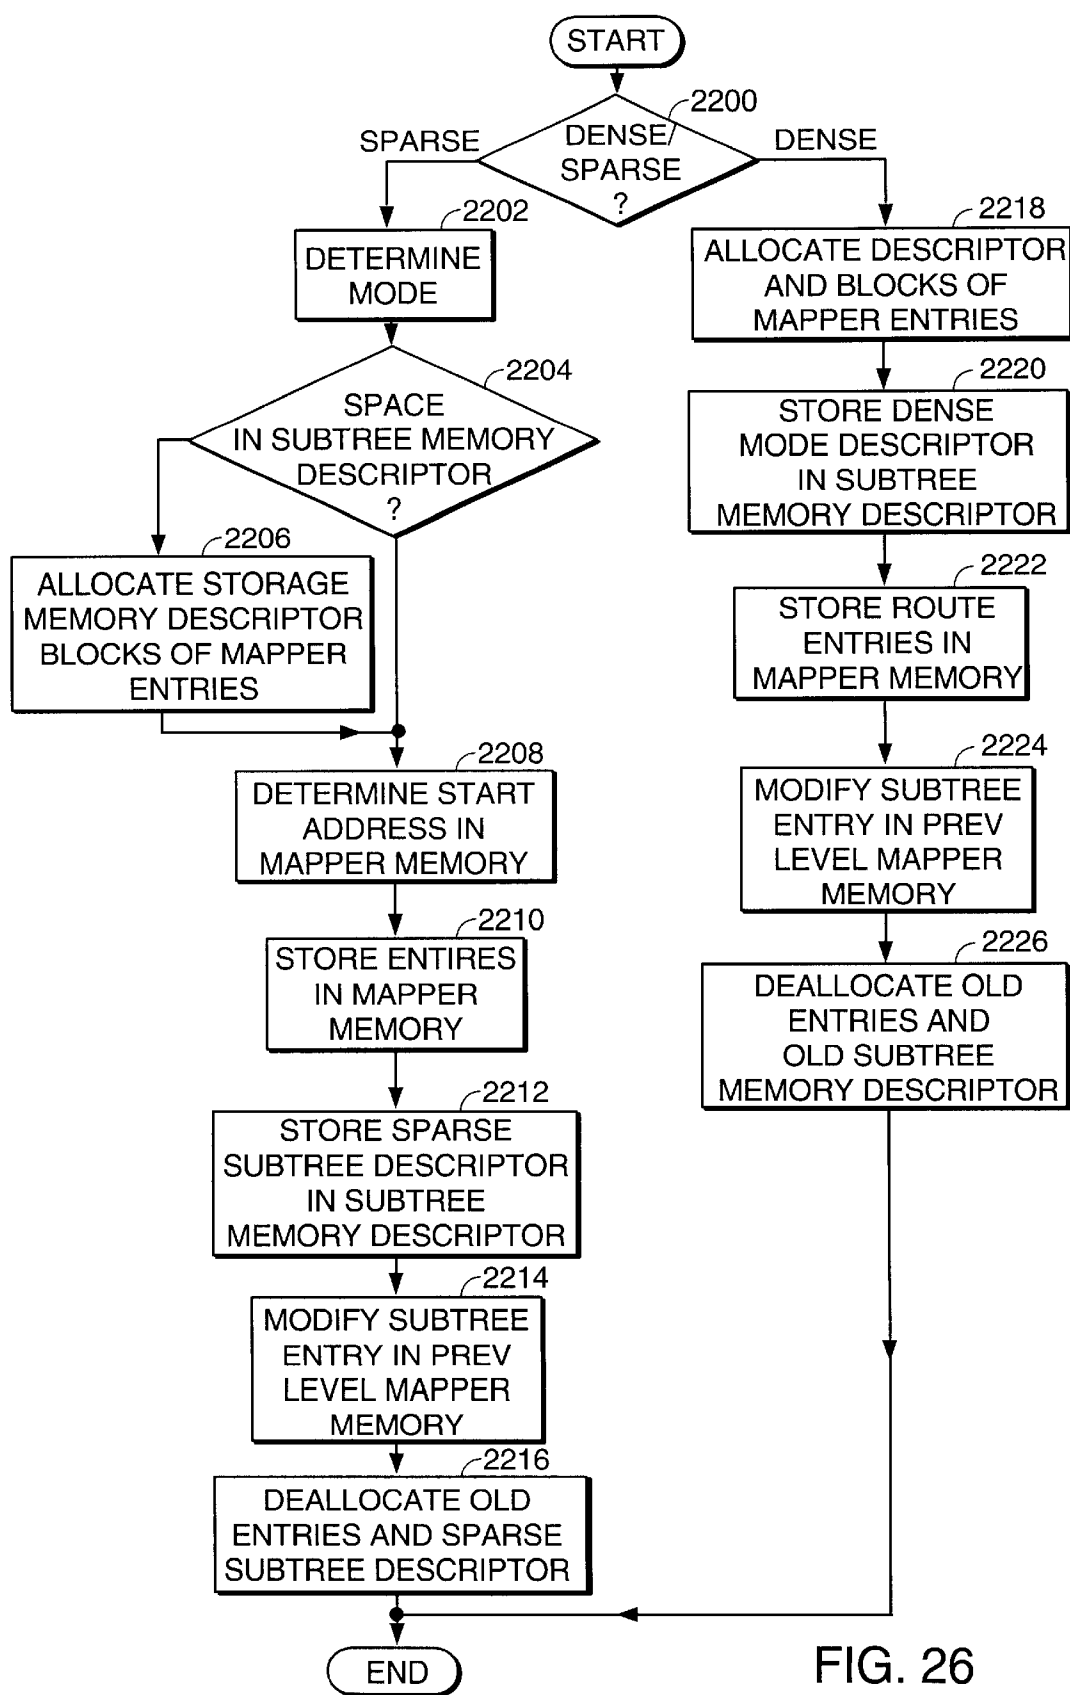 START
2200
SPARSE
DENSE/
SPARSE
?
DENSE
2202
DETERMINE
MODE
2204
SPACE
IN SUBTREE MEMORY
DESCRIPTOR
?
2206
ALLOCATE STORAGE
MEMORY DESCRIPTOR
BLOCKS OF MAPPER
ENTRIES
2208
DETERMINE START
ADDRESS IN
MAPPER MEMORY
2210
STORE ENTIRES
IN MAPPER
MEMORY
2212
STORE SPARSE
SUBTREE DESCRIPTOR
IN SUBTREE
MEMORY DESCRIPTOR
2214
MODIFY SUBTREE
ENTRY IN PREV
LEVEL MAPPER
MEMORY
2216
DEALLOCATE OLD
ENTRIES AND SPARSE
SUBTREE DESCRIPTOR
2218
ALLOCATE DESCRIPTOR
AND BLOCKS OF
MAPPER ENTRIES
2220
STORE DENSE
MODE DESCRIPTOR
IN SUBTREE
MEMORY DESCRIPTOR
2222
STORE ROUTE
ENTRIES IN
MAPPER MEMORY
2224
MODIFY SUBTREE
ENTRY IN PREV
LEVEL MAPPER
MEMORY
2226
DEALLOCATE OLD
ENTRIES AND
OLD SUBTREE
MEMORY DESCRIPTOR
END
FIG. 26